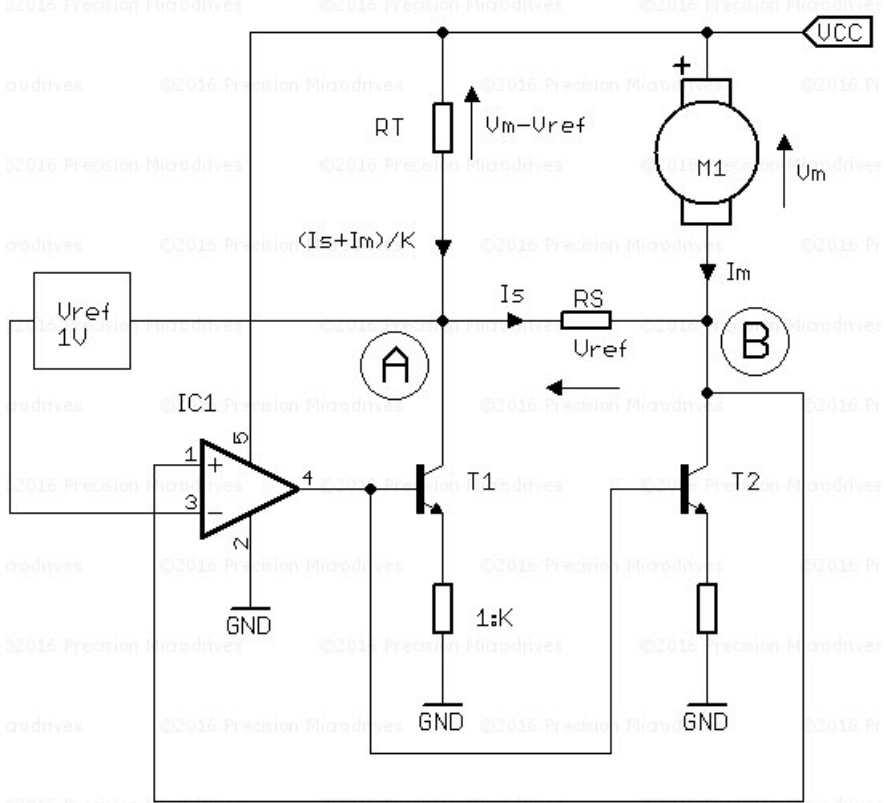 ©2016 Precision Microdrives
VCC
+
RT
Vm-Vref
M1
Vm
(Is+Im)/K
Im
Vref
1V
Is
RS
Vref
A
B
IC1
1
+
5
3
-
4
2
T1
T2
GND
1:K
GND
GND